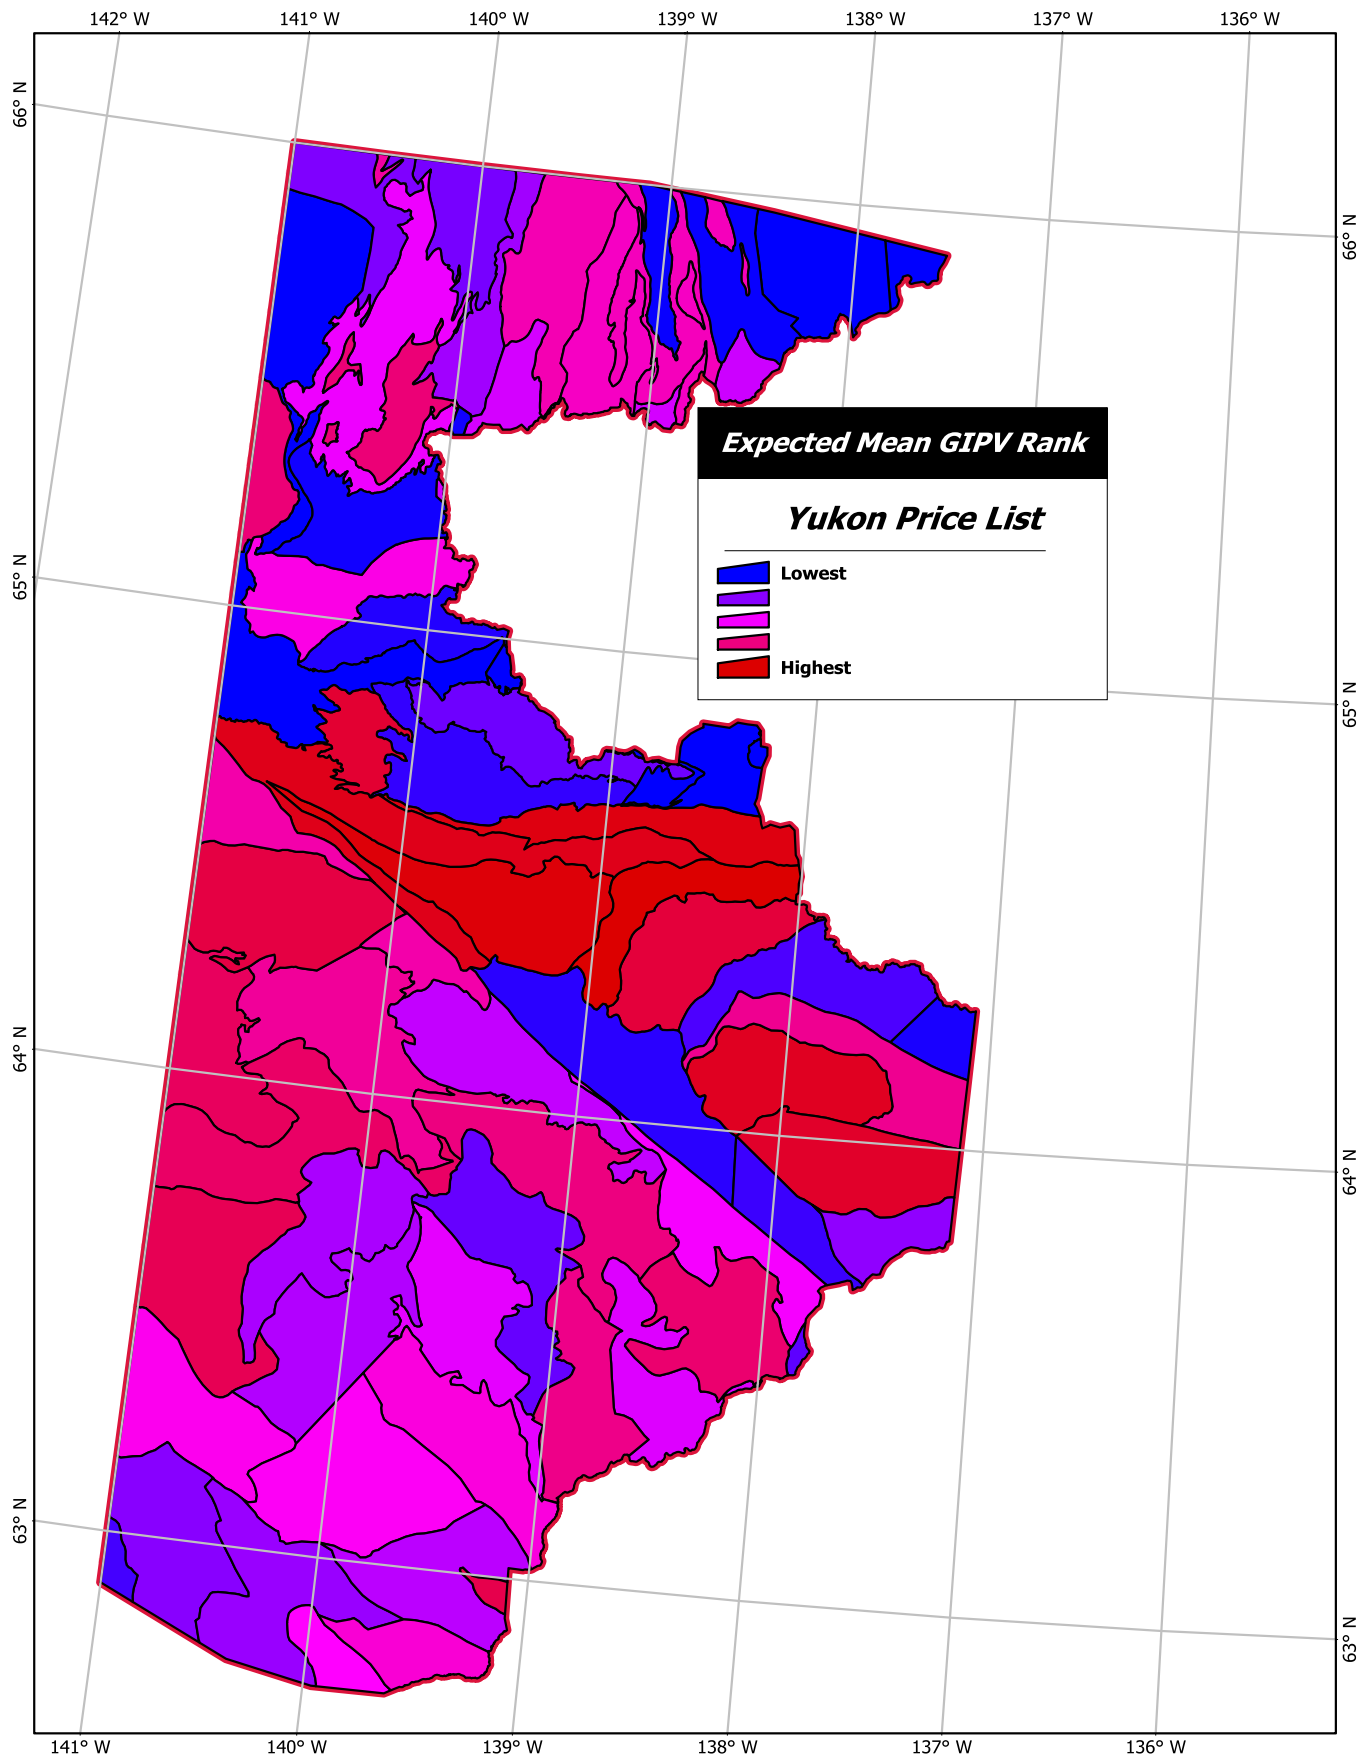 142° W 141° W 140° W 139° W 138° W 137° W 136° W
66° N
66° N
Expected Mean GIPV Rank
Yukon Price List
Lowest
Highest
65° N
65° N
64° N
64° N
63° N
63° N
141° W 140° W 139° W 138° W 137° W 136° W